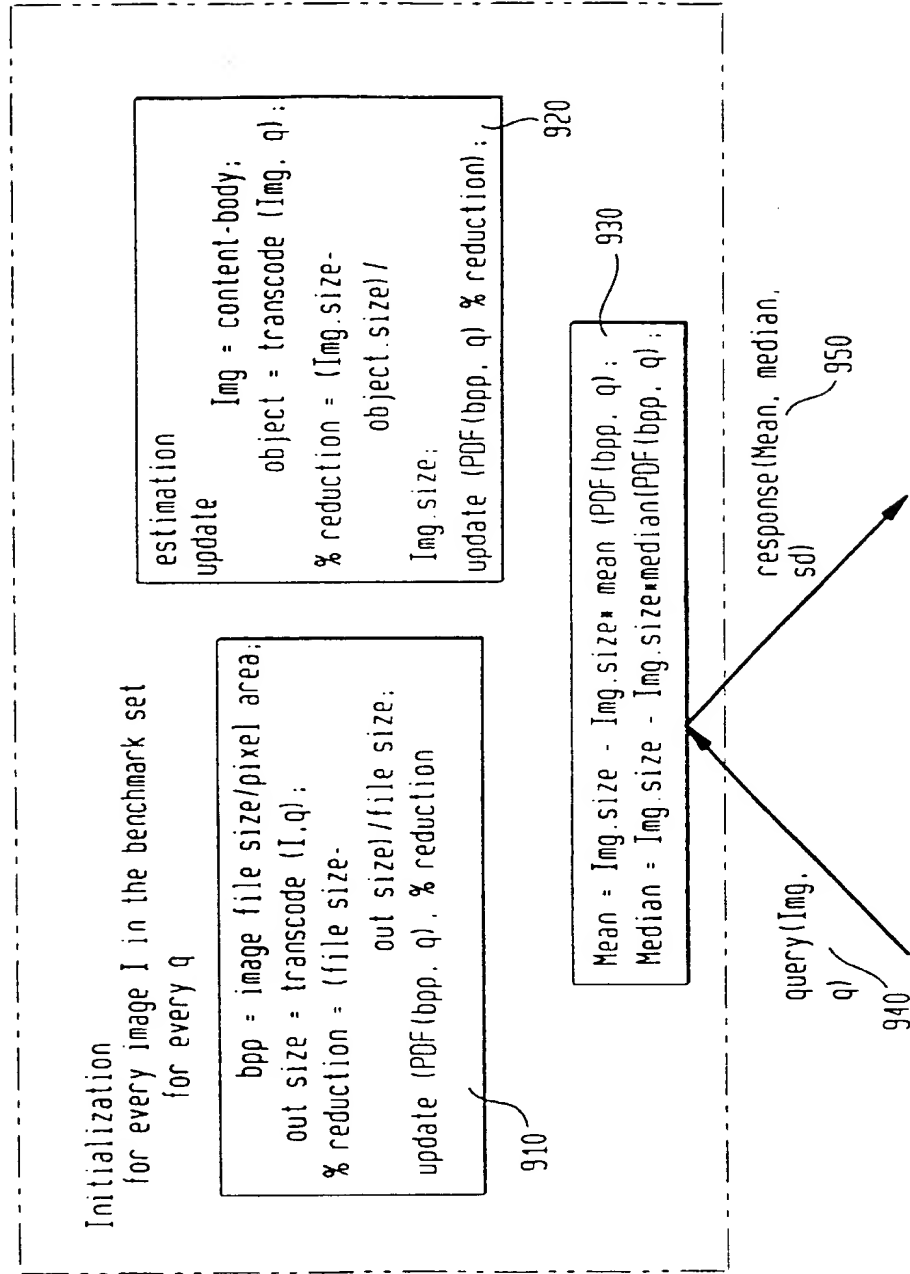 Initialization
for every image I in the benchmark set
for every q
bpp = image file size/pixel area;
out size = transcode (I,q);
% reduction = (file size-
out size)/file size;
update (PDF(bpp, q), % reduction
910
estimation
update
Img = content-body;
object = transcode (Img, q);
% reduction = (Img.size-
object.size)/
Img.size;
update (PDF(bpp, q) % reduction);
920
Mean = Img.size - Img.size* mean (PDF(bpp, q);
Median = Img.size - Img.size*median(PDF(bpp, q);
930
query(Img,
q)
940
response(Mean, median,
sd)
950